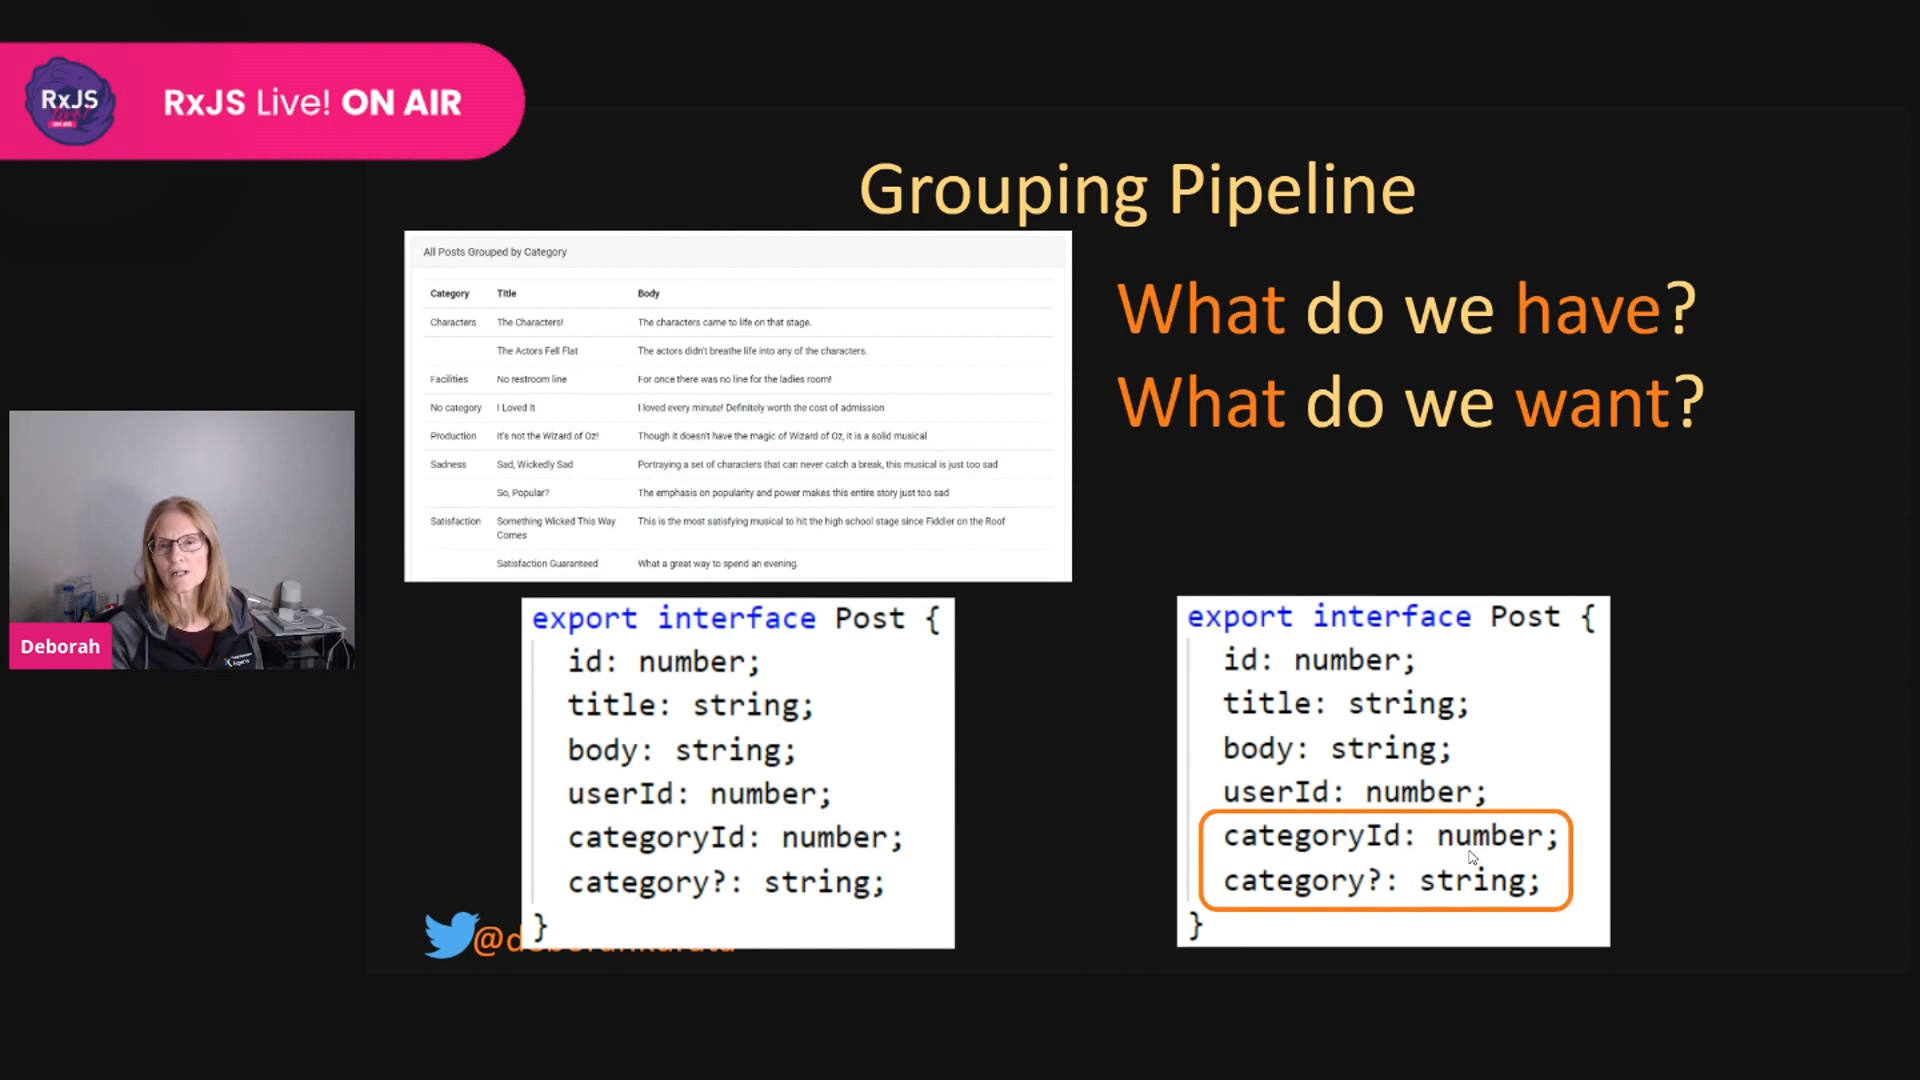 RxJS
RxJS Live! ON AIR
Grouping Pipeline
All Posts Grouped by Category
Category Title Body
Characters The Characters! The characters came to life on that stage.
The Actors Fell Flat The actors didn't breathe life into any of the characters.
Facilities No restroom line For once there was no line for the ladies room!
No category I Loved It I loved every minute! Definitely worth the cost of admission
Production It's not the Wizard of Oz! Though it doesn't have the magic of Wizard of Oz, it is a solid musical
Sadness Sad, Wickedly Sad Portraying a set of characters that can never catch a break, this musical is just too sad
So, Popular? The emphasis on popularity and power makes this entire story just too sad
Satisfaction Something Wicked This Way This is the most satisfying musical to hit the high school stage since Fiddler on the Roof
Comes
Satisfaction Guaranteed What a great way to spend an evening.
What do we have?
What do we want?
Deborah
export interface Post {
id: number;
title: string;
body: string;
userId: number;
categoryId: number;
category?: string;
}
export interface Post {
id: number;
title: string;
body: string;
userId: number;
categoryId: number;
category?: string;
}